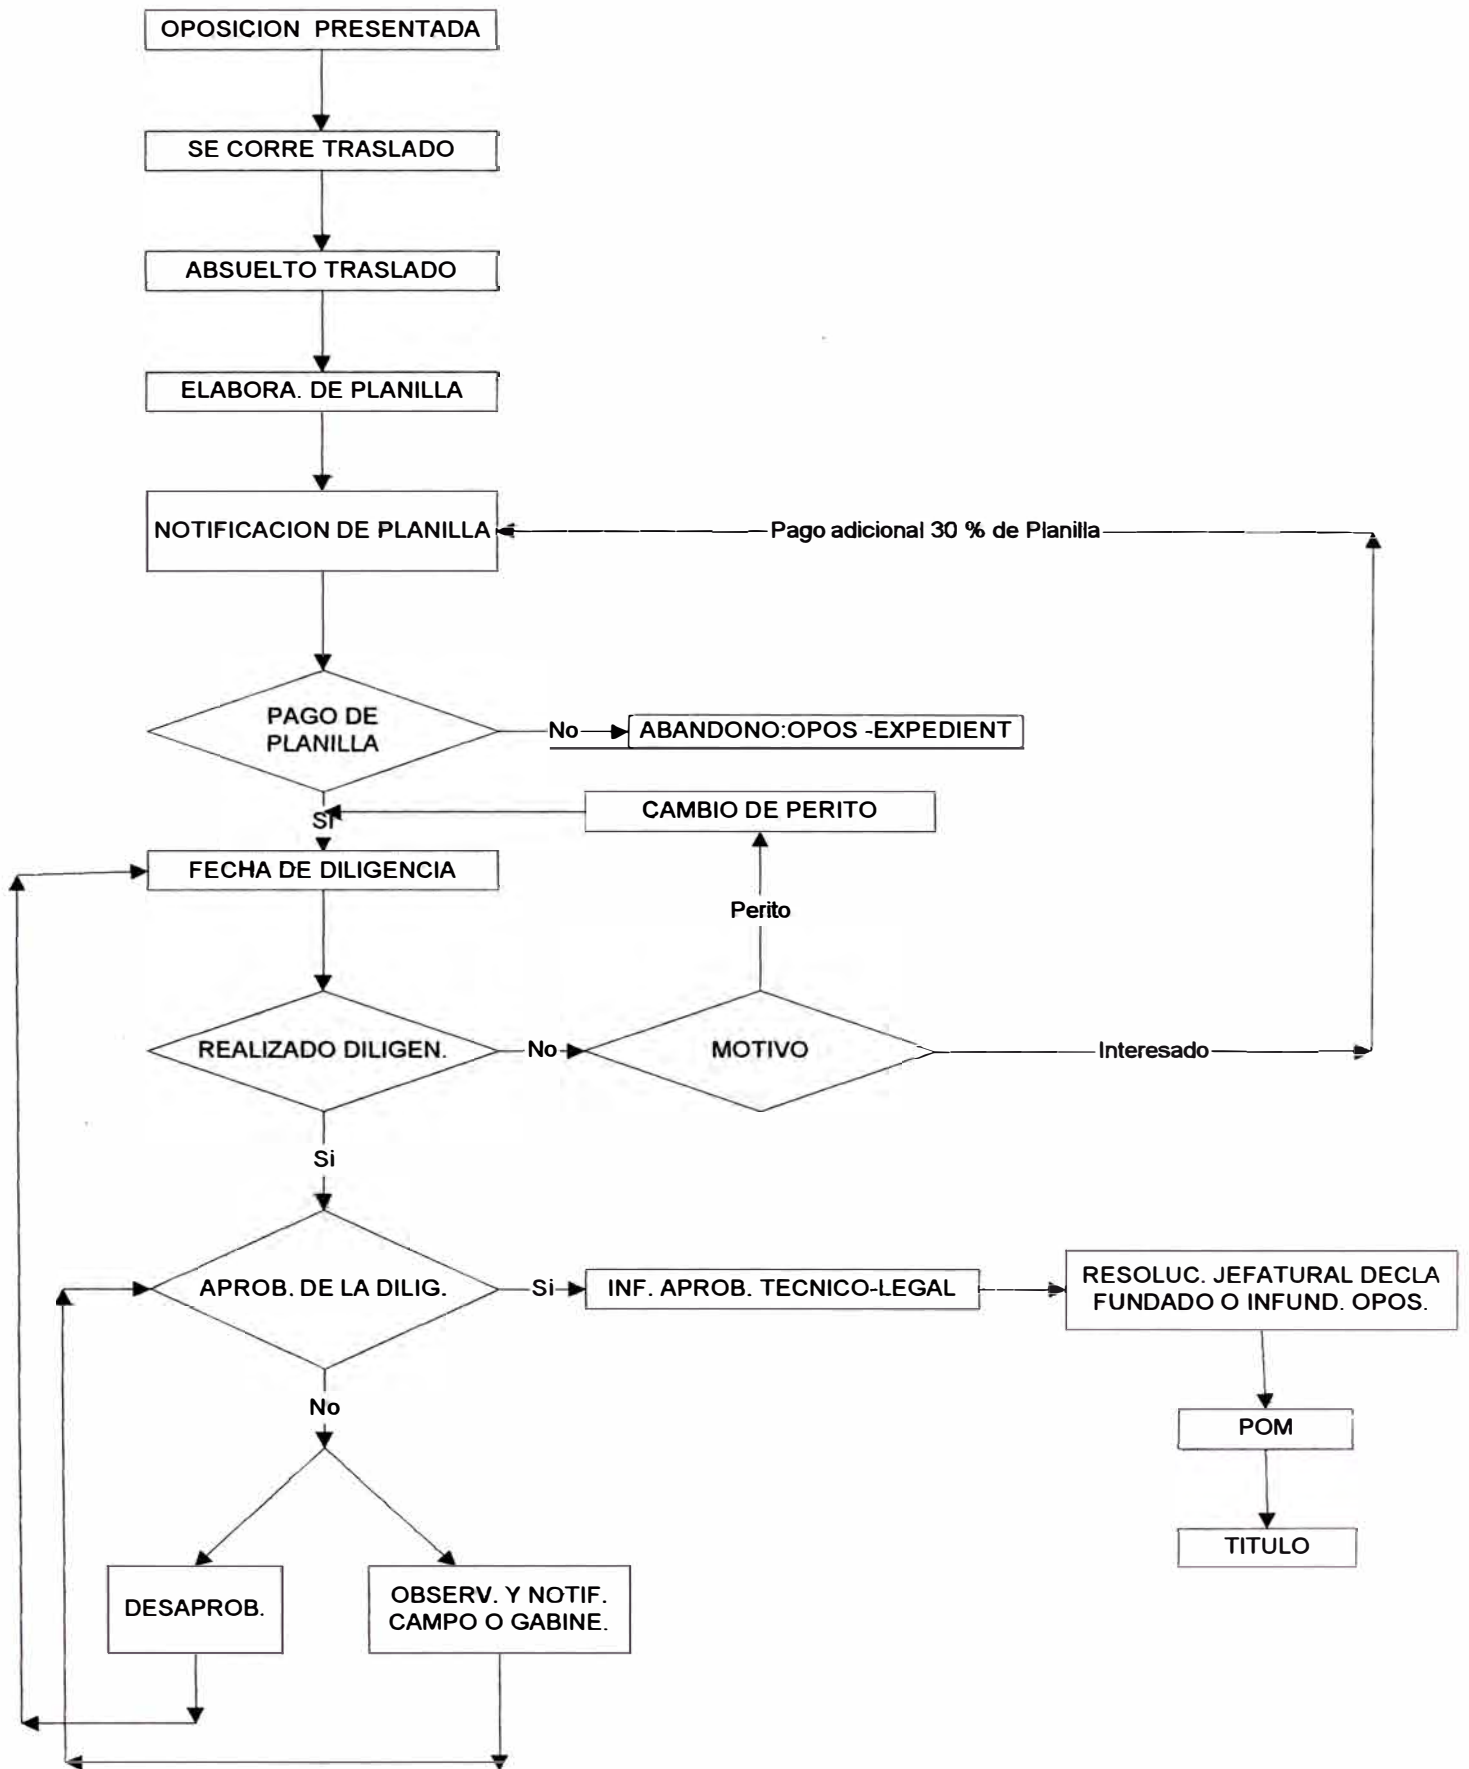 OPOSICION PRESENTADA
SE CORRE TRASLADO
ABSUELTO TRASLADO
ELABORA. DE PLANILLA
NOTIFICACION DE PLANILLA
Pago adicional 30 % de Planilla
PAGO DE
PLANILLA
No
ABANDONO:OPOS -EXPEDIENT
CAMBIO DE PERITO
SI
FECHA DE DILIGENCIA
Perito
REALIZADO DILIGEN.
No
MOTIVO
Interesado
Si
APROB. DE LA DILIG.
Si
INF. APROB. TECNICO-LEGAL
RESOLUC. JEFATURAL DECLA
FUNDADO O INFUND. OPOS.
No
POM
TITULO
DESAPROB.
OBSERV. Y NOTIF.
CAMPO O GABINE.